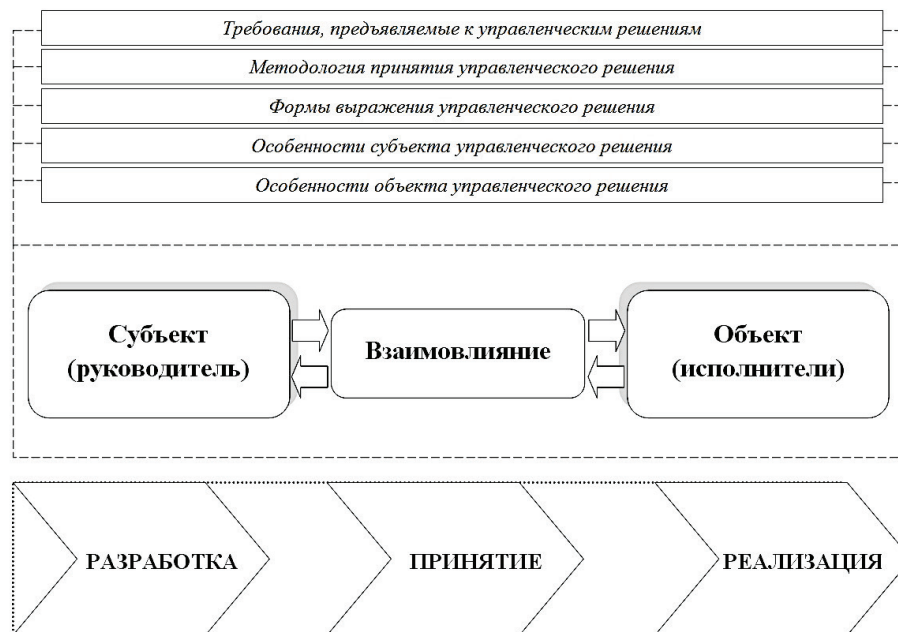 Требования, предъявляемые к управленческим решениям
Методология принятия управленческого решения
Формы выражения управленческого решения
Особенности субъекта управленческого решения
Особенности объекта управленческого решения
Субъект
(руководитель)
Взаимовлияние
Объект
(исполнители)
РАЗРАБОТКА
ПРИНЯТИЕ
РЕАЛИЗАЦИЯ